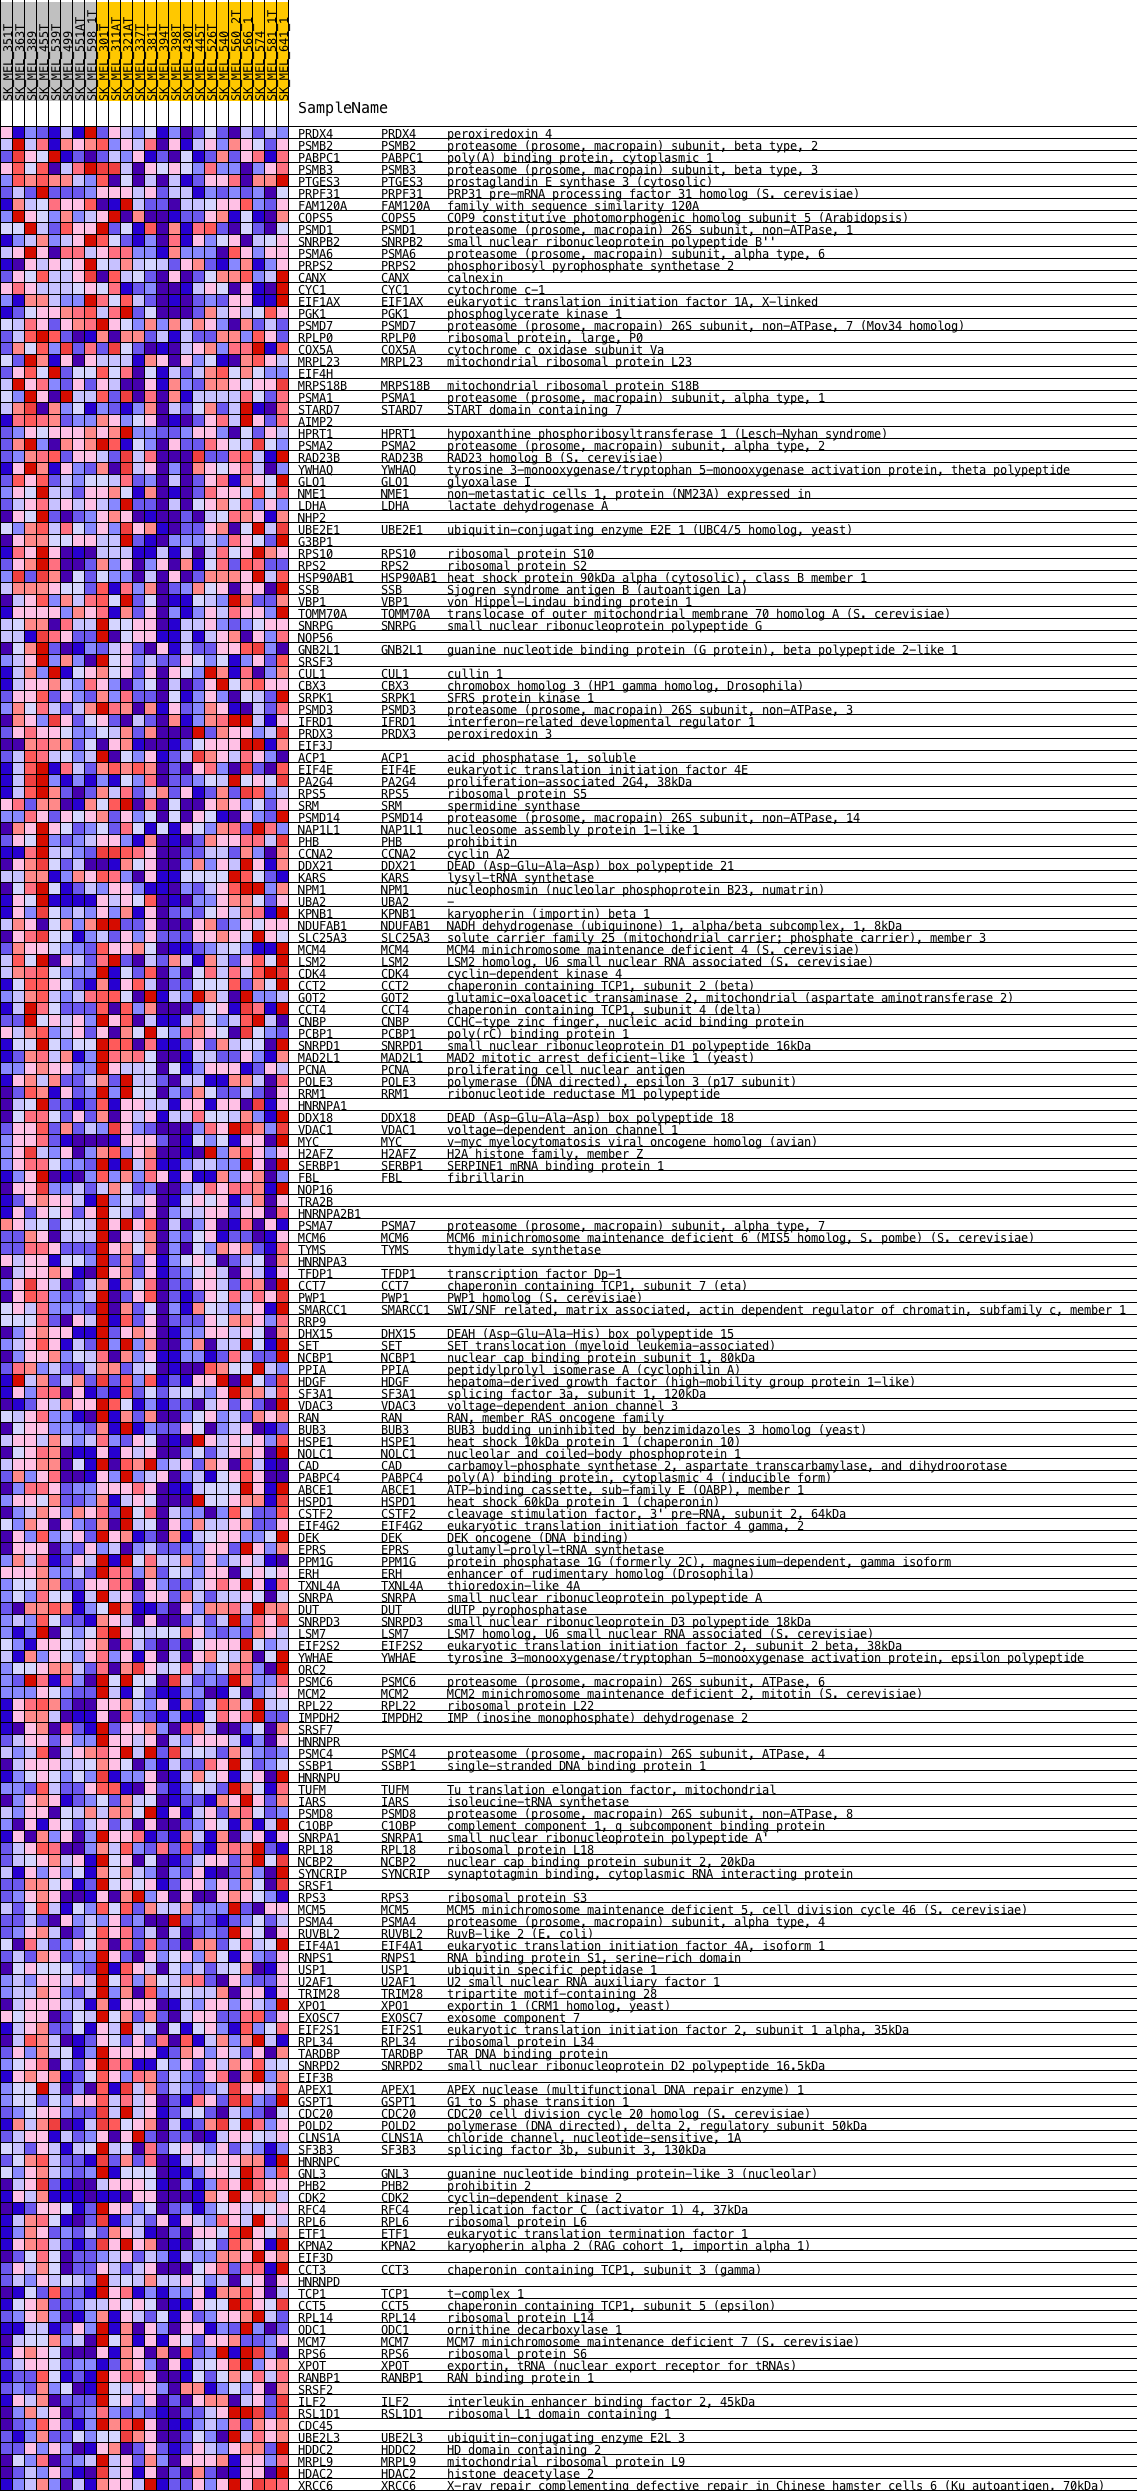 SK_MEL_351T
SK_MEL_363T
SK_MEL_389
SK_MEL_455T
SK_MEL_539T
SK_MEL_499
SK_MEL_551AT
SK_MEL_598_1T
SK_MEL_301T
SK_MEL_311AT
SK_MEL_321AT
SK_MEL_337T
SK_MEL_381T
SK_MEL_394T
SK_MEL_398T
SK_MEL_430T
SK_MEL_445T
SK_MEL_526T
SK_MEL_540
SK_MEL_560_2T
SK_MEL_566_1
SK_MEL_574
SK_MEL_581_1T
SK_MEL_641_1
SampleName
PRDX4 PRDX4 peroxiredoxin 4
PSMB2 PSMB2 proteasome (prosome, macropain) subunit, beta type, 2
PABPC1 PABPC1 poly(A) binding protein, cytoplasmic 1
PSMB3 PSMB3 proteasome (prosome, macropain) subunit, beta type, 3
PTGES3 PTGES3 prostaglandin E synthase 3 (cytosolic)
PRPF31 PRPF31 PRP31 pre-mRNA processing factor 31 homolog (S. cerevisiae)
FAM120A FAM120A family with sequence similarity 120A
COPS5 COPS5 COP9 constitutive photomorphogenic homolog subunit 5 (Arabidopsis)
PSMD1 PSMD1 proteasome (prosome, macropain) 26S subunit, non-ATPase, 1
SNRPB2 SNRPB2 small nuclear ribonucleoprotein polypeptide B''
PSMA6 PSMA6 proteasome (prosome, macropain) subunit, alpha type, 6
PRPS2 PRPS2 phosphoribosyl pyrophosphate synthetase 2
CANX CANX calnexin
CYC1 CYC1 cytochrome c-1
EIF1AX EIF1AX eukaryotic translation initiation factor 1A, X-linked
PGK1 PGK1 phosphoglycerate kinase 1
PSMD7 PSMD7 proteasome (prosome, macropain) 26S subunit, non-ATPase, 7 (Mov34 homolog)
RPLP0 RPLP0 ribosomal protein, large, P0
COX5A COX5A cytochrome c oxidase subunit Va
MRPL23 MRPL23 mitochondrial ribosomal protein L23
EIF4H
MRPS18B MRPS18B mitochondrial ribosomal protein S18B
PSMA1 PSMA1 proteasome (prosome, macropain) subunit, alpha type, 1
STARD7 STARD7 START domain containing 7
AIMP2
HPRT1 HPRT1 hypoxanthine phosphoribosyltransferase 1 (Lesch-Nyhan syndrome)
PSMA2 PSMA2 proteasome (prosome, macropain) subunit, alpha type, 2
RAD23B RAD23B RAD23 homolog B (S. cerevisiae)
YWHAQ YWHAQ tyrosine 3-monooxygenase/tryptophan 5-monooxygenase activation protein, theta polypeptide
GLO1 GLO1 glyoxalase I
NME1 NME1 non-metastatic cells 1, protein (NM23A) expressed in
LDHA LDHA lactate dehydrogenase A
NHP2
UBE2E1 UBE2E1 ubiquitin-conjugating enzyme E2E 1 (UBC4/5 homolog, yeast)
G3BP1
RPS10 RPS10 ribosomal protein S10
RPS2 RPS2 ribosomal protein S2
HSP90AB1 HSP90AB1 heat shock protein 90kDa alpha (cytosolic), class B member 1
SSB SSB Sjogren syndrome antigen B (autoantigen La)
VBP1 VBP1 von Hippel-Lindau binding protein 1
TOMM70A TOMM70A translocase of outer mitochondrial membrane 70 homolog A (S. cerevisiae)
SNRPG SNRPG small nuclear ribonucleoprotein polypeptide G
NOP56
GNB2L1 GNB2L1 guanine nucleotide binding protein (G protein), beta polypeptide 2-like 1
SRSF3
CUL1 CUL1 cullin 1
CBX3 CBX3 chromobox homolog 3 (HP1 gamma homolog, Drosophila)
SRPK1 SRPK1 SFRS protein kinase 1
PSMD3 PSMD3 proteasome (prosome, macropain) 26S subunit, non-ATPase, 3
IFRD1 IFRD1 interferon-related developmental regulator 1
PRDX3 PRDX3 peroxiredoxin 3
EIF3J
ACP1 ACP1 acid phosphatase 1, soluble
EIF4E EIF4E eukaryotic translation initiation factor 4E
PA2G4 PA2G4 proliferation-associated 2G4, 38kDa
RPS5 RPS5 ribosomal protein S5
SRM SRM spermidine synthase
PSMD14 PSMD14 proteasome (prosome, macropain) 26S subunit, non-ATPase, 14
NAP1L1 NAP1L1 nucleosome assembly protein 1-like 1
PHB PHB prohibitin
CCNA2 CCNA2 cyclin A2
DDX21 DDX21 DEAD (Asp-Glu-Ala-Asp) box polypeptide 21
KARS KARS lysyl-tRNA synthetase
NPM1 NPM1 nucleophosmin (nucleolar phosphoprotein B23, numatrin)
UBA2 UBA2 -
KPNB1 KPNB1 karyopherin (importin) beta 1
NDUFAB1 NDUFAB1 NADH dehydrogenase (ubiquinone) 1, alpha/beta subcomplex, 1, 8kDa
SLC25A3 SLC25A3 solute carrier family 25 (mitochondrial carrier; phosphate carrier), member 3
MCM4 MCM4 MCM4 minichromosome maintenance deficient 4 (S. cerevisiae)
LSM2 LSM2 LSM2 homolog, U6 small nuclear RNA associated (S. cerevisiae)
CDK4 CDK4 cyclin-dependent kinase 4
CCT2 CCT2 chaperonin containing TCP1, subunit 2 (beta)
GOT2 GOT2 glutamic-oxaloacetic transaminase 2, mitochondrial (aspartate aminotransferase 2)
CCT4 CCT4 chaperonin containing TCP1, subunit 4 (delta)
CNBP CNBP CCHC-type zinc finger, nucleic acid binding protein
PCBP1 PCBP1 poly(rC) binding protein 1
SNRPD1 SNRPD1 small nuclear ribonucleoprotein D1 polypeptide 16kDa
MAD2L1 MAD2L1 MAD2 mitotic arrest deficient-like 1 (yeast)
PCNA PCNA proliferating cell nuclear antigen
POLE3 POLE3 polymerase (DNA directed), epsilon 3 (p17 subunit)
RRM1 RRM1 ribonucleotide reductase M1 polypeptide
HNRNPA1
DDX18 DDX18 DEAD (Asp-Glu-Ala-Asp) box polypeptide 18
VDAC1 VDAC1 voltage-dependent anion channel 1
MYC MYC v-myc myelocytomatosis viral oncogene homolog (avian)
H2AFZ H2AFZ H2A histone family, member Z
SERBP1 SERBP1 SERPINE1 mRNA binding protein 1
FBL FBL fibrillarin
NOP16
TRA2B
HNRNPA2B1
PSMA7 PSMA7 proteasome (prosome, macropain) subunit, alpha type, 7
MCM6 MCM6 MCM6 minichromosome maintenance deficient 6 (MIS5 homolog, S. pombe) (S. cerevisiae)
TYMS TYMS thymidylate synthetase
HNRNPA3
TFDP1 TFDP1 transcription factor Dp-1
CCT7 CCT7 chaperonin containing TCP1, subunit 7 (eta)
PWP1 PWP1 PWP1 homolog (S. cerevisiae)
SMARCC1 SMARCC1 SWI/SNF related, matrix associated, actin dependent regulator of chromatin, subfamily c, member 1
RRP9
DHX15 DHX15 DEAH (Asp-Glu-Ala-His) box polypeptide 15
SET SET SET translocation (myeloid leukemia-associated)
NCBP1 NCBP1 nuclear cap binding protein subunit 1, 80kDa
PPIA PPIA peptidylprolyl isomerase A (cyclophilin A)
HDGF HDGF hepatoma-derived growth factor (high-mobility group protein 1-like)
SF3A1 SF3A1 splicing factor 3a, subunit 1, 120kDa
VDAC3 VDAC3 voltage-dependent anion channel 3
RAN RAN RAN, member RAS oncogene family
BUB3 BUB3 BUB3 budding uninhibited by benzimidazoles 3 homolog (yeast)
HSPE1 HSPE1 heat shock 10kDa protein 1 (chaperonin 10)
NOLC1 NOLC1 nucleolar and coiled-body phosphoprotein 1
CAD CAD carbamoyl-phosphate synthetase 2, aspartate transcarbamylase, and dihydroorotase
PABPC4 PABPC4 poly(A) binding protein, cytoplasmic 4 (inducible form)
ABCE1 ABCE1 ATP-binding cassette, sub-family E (OABP), member 1
HSPD1 HSPD1 heat shock 60kDa protein 1 (chaperonin)
CSTF2 CSTF2 cleavage stimulation factor, 3' pre-RNA, subunit 2, 64kDa
EIF4G2 EIF4G2 eukaryotic translation initiation factor 4 gamma, 2
DEK DEK DEK oncogene (DNA binding)
EPRS EPRS glutamyl-prolyl-tRNA synthetase
PPM1G PPM1G protein phosphatase 1G (formerly 2C), magnesium-dependent, gamma isoform
ERH ERH enhancer of rudimentary homolog (Drosophila)
TXNL4A TXNL4A thioredoxin-like 4A
SNRPA SNRPA small nuclear ribonucleoprotein polypeptide A
DUT DUT dUTP pyrophosphatase
SNRPD3 SNRPD3 small nuclear ribonucleoprotein D3 polypeptide 18kDa
LSM7 LSM7 LSM7 homolog, U6 small nuclear RNA associated (S. cerevisiae)
EIF2S2 EIF2S2 eukaryotic translation initiation factor 2, subunit 2 beta, 38kDa
YWHAE YWHAE tyrosine 3-monooxygenase/tryptophan 5-monooxygenase activation protein, epsilon polypeptide
ORC2
PSMC6 PSMC6 proteasome (prosome, macropain) 26S subunit, ATPase, 6
MCM2 MCM2 MCM2 minichromosome maintenance deficient 2, mitotin (S. cerevisiae)
RPL22 RPL22 ribosomal protein L22
IMPDH2 IMPDH2 IMP (inosine monophosphate) dehydrogenase 2
SRSF7
HNRNPR
PSMC4 PSMC4 proteasome (prosome, macropain) 26S subunit, ATPase, 4
SSBP1 SSBP1 single-stranded DNA binding protein 1
HNRNPU
TUFM TUFM Tu translation elongation factor, mitochondrial
IARS IARS isoleucine-tRNA synthetase
PSMD8 PSMD8 proteasome (prosome, macropain) 26S subunit, non-ATPase, 8
C1QBP C1QBP complement component 1, q subcomponent binding protein
SNRPA1 SNRPA1 small nuclear ribonucleoprotein polypeptide A'
RPL18 RPL18 ribosomal protein L18
NCBP2 NCBP2 nuclear cap binding protein subunit 2, 20kDa
SYNCRIP SYNCRIP synaptotagmin binding, cytoplasmic RNA interacting protein
SRSF1
RPS3 RPS3 ribosomal protein S3
MCM5 MCM5 MCM5 minichromosome maintenance deficient 5, cell division cycle 46 (S. cerevisiae)
PSMA4 PSMA4 proteasome (prosome, macropain) subunit, alpha type, 4
RUVBL2 RUVBL2 RuvB-like 2 (E. coli)
EIF4A1 EIF4A1 eukaryotic translation initiation factor 4A, isoform 1
RNPS1 RNPS1 RNA binding protein S1, serine-rich domain
USP1 USP1 ubiquitin specific peptidase 1
U2AF1 U2AF1 U2 small nuclear RNA auxiliary factor 1
TRIM28 TRIM28 tripartite motif-containing 28
XPO1 XPO1 exportin 1 (CRM1 homolog, yeast)
EXOSC7 EXOSC7 exosome component 7
EIF2S1 EIF2S1 eukaryotic translation initiation factor 2, subunit 1 alpha, 35kDa
RPL34 RPL34 ribosomal protein L34
TARDBP TARDBP TAR DNA binding protein
SNRPD2 SNRPD2 small nuclear ribonucleoprotein D2 polypeptide 16.5kDa
EIF3B
APEX1 APEX1 APEX nuclease (multifunctional DNA repair enzyme) 1
GSPT1 GSPT1 G1 to S phase transition 1
CDC20 CDC20 CDC20 cell division cycle 20 homolog (S. cerevisiae)
POLD2 POLD2 polymerase (DNA directed), delta 2, regulatory subunit 50kDa
CLNS1A CLNS1A chloride channel, nucleotide-sensitive, 1A
SF3B3 SF3B3 splicing factor 3b, subunit 3, 130kDa
HNRNPC
GNL3 GNL3 guanine nucleotide binding protein-like 3 (nucleolar)
PHB2 PHB2 prohibitin 2
CDK2 CDK2 cyclin-dependent kinase 2
RFC4 RFC4 replication factor C (activator 1) 4, 37kDa
RPL6 RPL6 ribosomal protein L6
ETF1 ETF1 eukaryotic translation termination factor 1
KPNA2 KPNA2 karyopherin alpha 2 (RAG cohort 1, importin alpha 1)
EIF3D
CCT3 CCT3 chaperonin containing TCP1, subunit 3 (gamma)
HNRNPD
TCP1 TCP1 t-complex 1
CCT5 CCT5 chaperonin containing TCP1, subunit 5 (epsilon)
RPL14 RPL14 ribosomal protein L14
ODC1 ODC1 ornithine decarboxylase 1
MCM7 MCM7 MCM7 minichromosome maintenance deficient 7 (S. cerevisiae)
RPS6 RPS6 ribosomal protein S6
XPOT XPOT exportin, tRNA (nuclear export receptor for tRNAs)
RANBP1 RANBP1 RAN binding protein 1
SRSF2
ILF2 ILF2 interleukin enhancer binding factor 2, 45kDa
RSL1D1 RSL1D1 ribosomal L1 domain containing 1
CDC45
UBE2L3 UBE2L3 ubiquitin-conjugating enzyme E2L 3
HDDC2 HDDC2 HD domain containing 2
MRPL9 MRPL9 mitochondrial ribosomal protein L9
HDAC2 HDAC2 histone deacetylase 2
XRCC6 XRCC6 X-ray repair complementing defective repair in Chinese hamster cells 6 (Ku autoantigen, 70kDa)